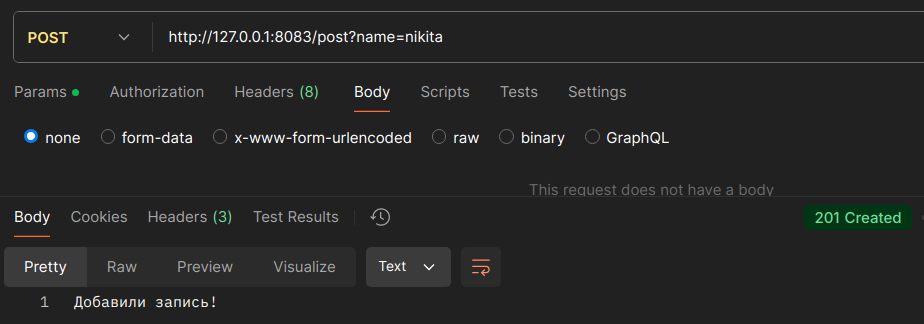 POST http://127.0.0.1:8083/post?name=nikita
Params Authorization Headers (8) Body Scripts Tests Settings
none form-data x-www-form-urlencoded raw binary GraphQL
This request does not have a body
Body Cookies Headers (3) Test Results 201 Created
Pretty Raw Preview Visualize Text
1 Добавили запись!